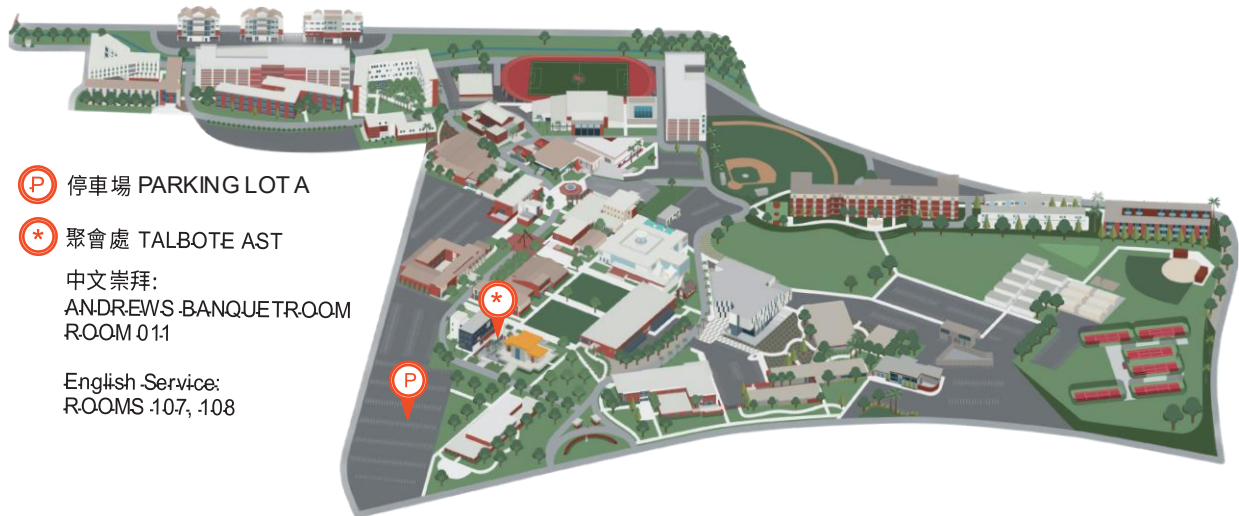 P 停車場 PARKING LOT A
* 聚會處 TALBOTE AST
中文崇拜:
ANDREWS BANQUETROOM
ROOM 011
English Service:
ROOMS 107, 108
*
P